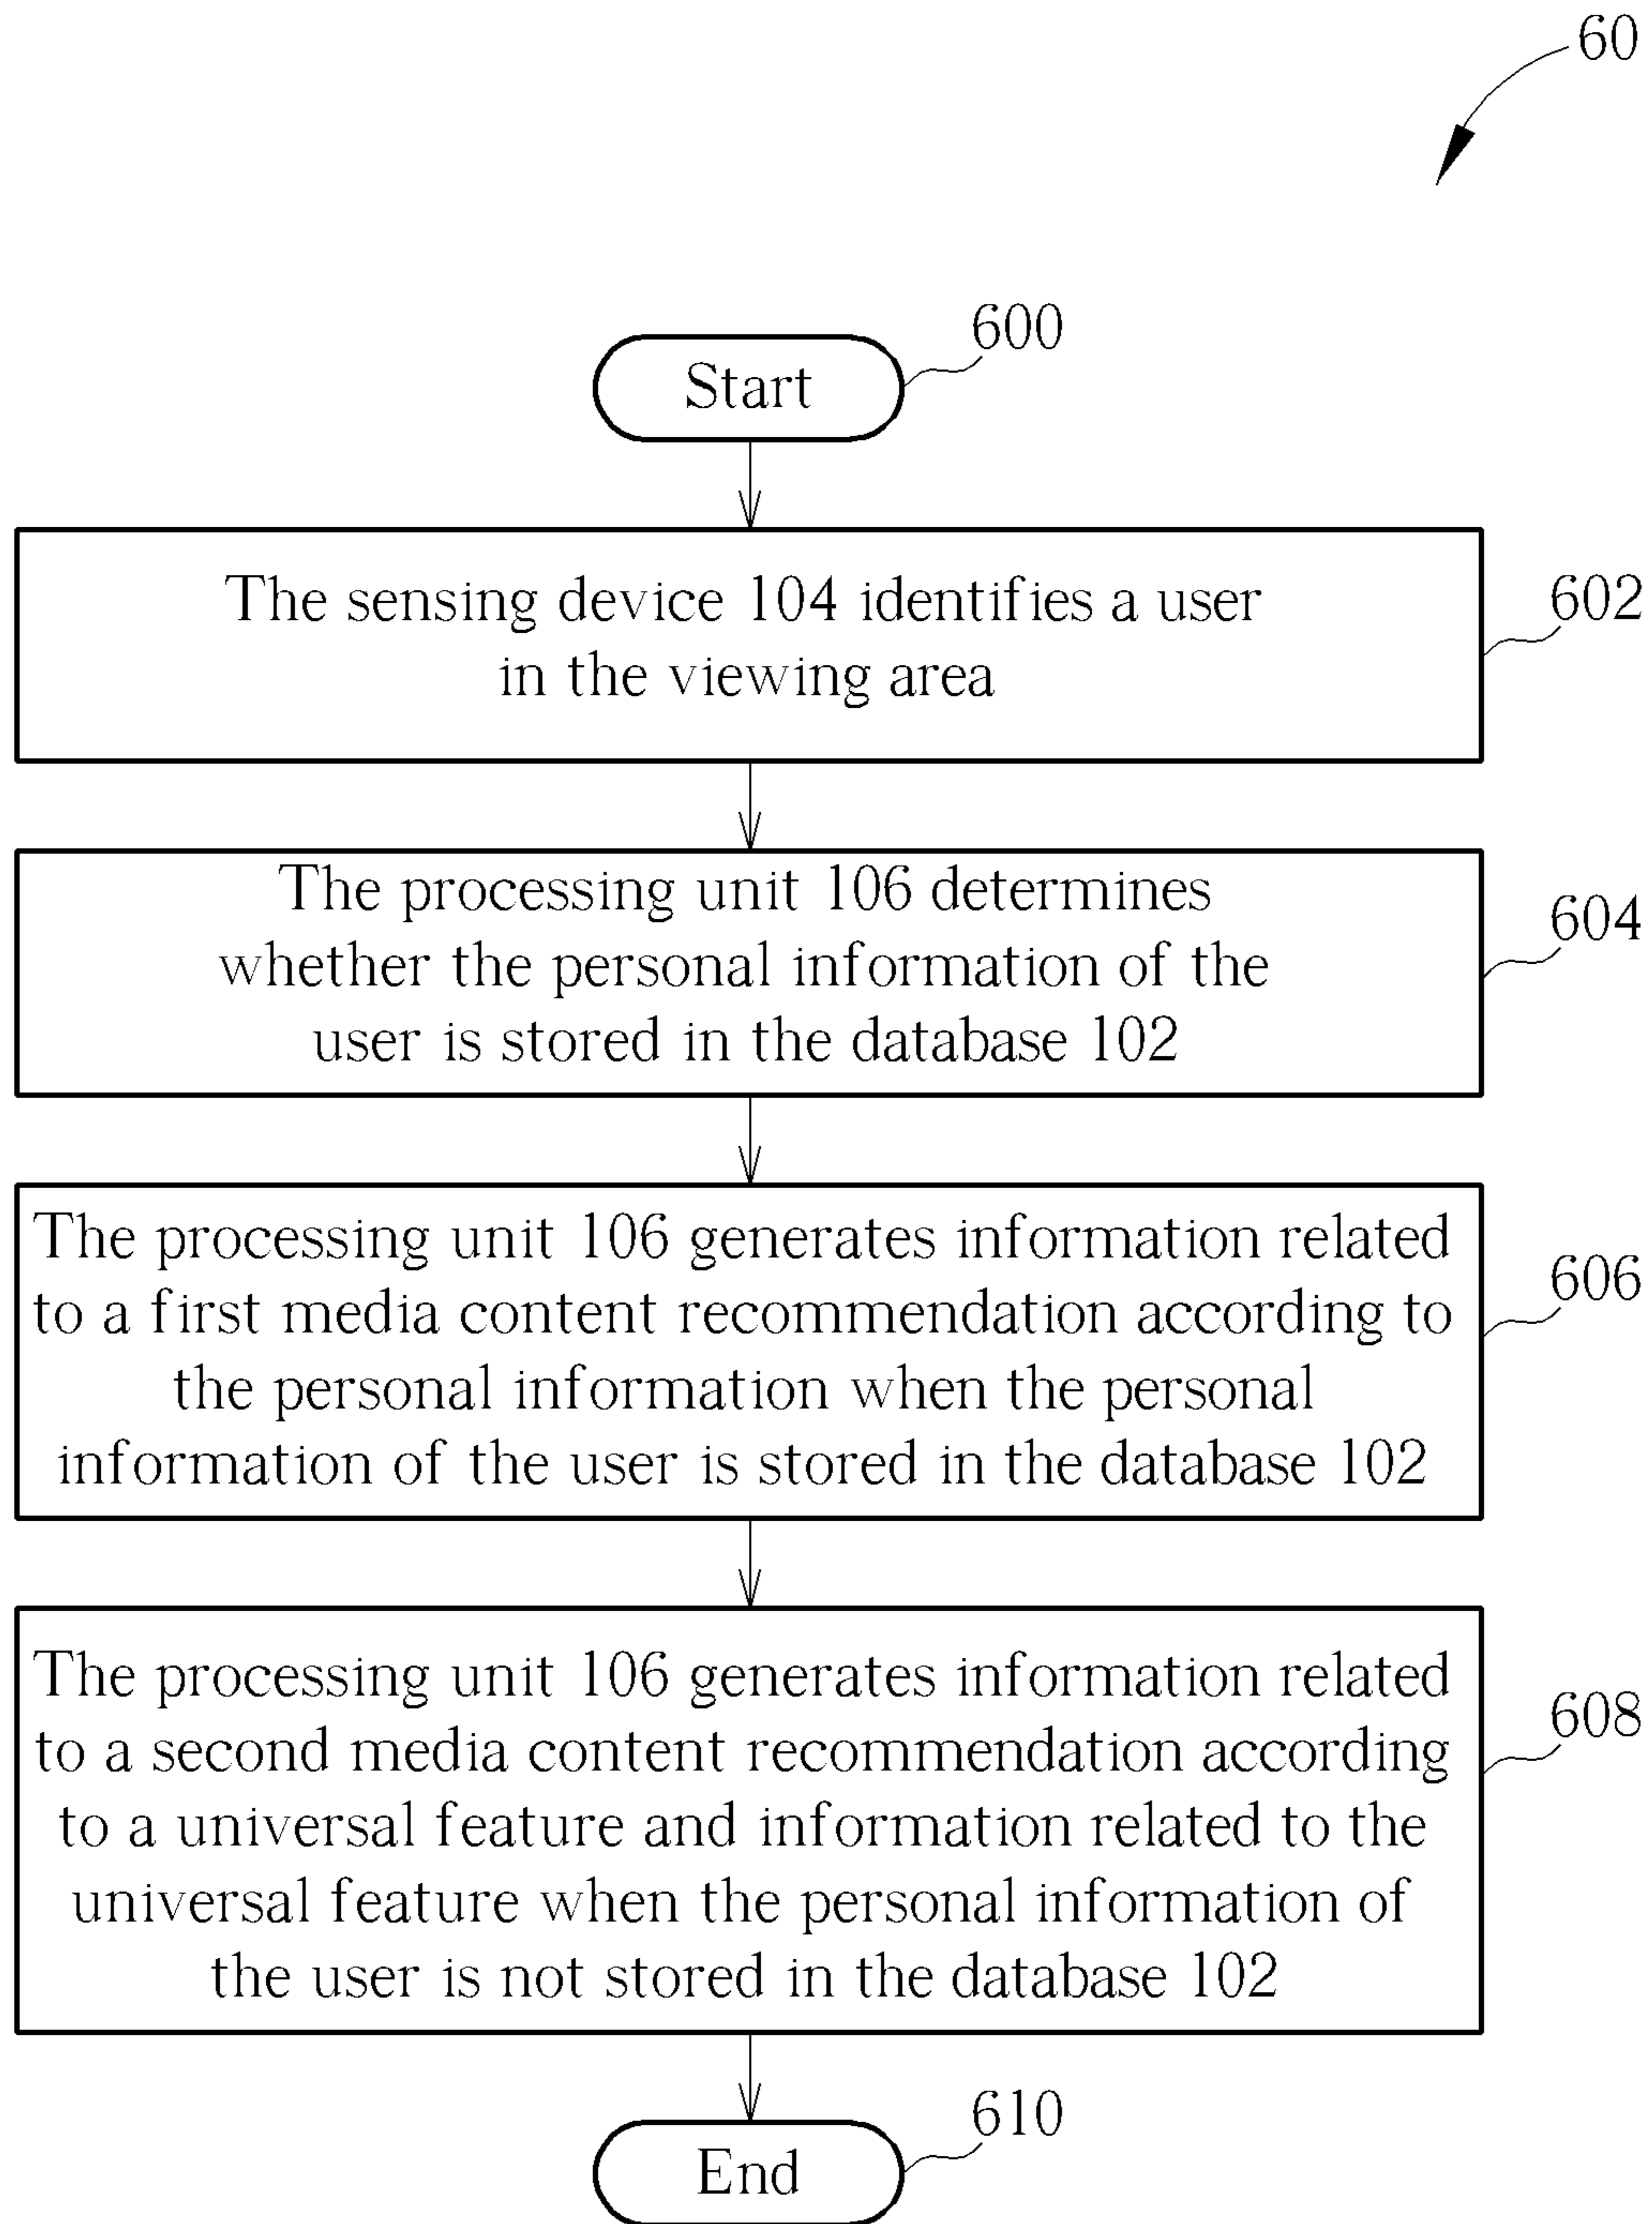 60
600
Start
The sensing device 104 identifies a user
in the viewing area
602
The processing unit 106 determines
whether the personal information of the
user is stored in the database 102
604
The processing unit 106 generates information related
to a first media content recommendation according to
the personal information when the personal
information of the user is stored in the database 102
606
The processing unit 106 generates information related
to a second media content recommendation according
to a universal feature and information related to the
universal feature when the personal information of
the user is not stored in the database 102
608
610
End